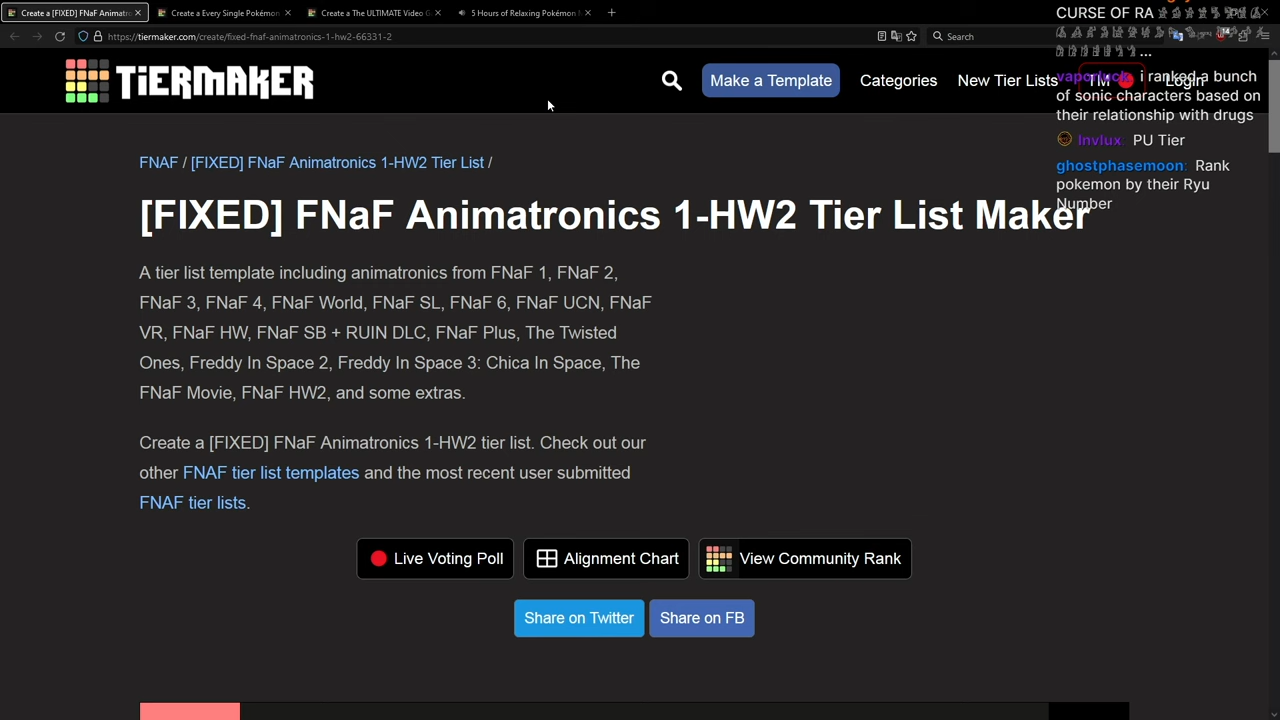 Create a [FIXED] FNaF Animatro
Create a Every Single Pokémon
Create a The ULTIMATE Video G
5 Hours of Relaxing Pokémon M
https://tiermaker.com/create/fixed-fnaf-animatronics-1-hw2-66331-2
Search
CURSE OF RA
...
TiERMAKER
Make a Template
Categories
New Tier Lists
TM
Login
vaporluck: i ranked a bunch
of sonic characters based on
their relationship with drugs
Invlux: PU Tier
ghostphasemoon: Rank
pokemon by their Ryu
Number
FNAF / [FIXED] FNaF Animatronics 1-HW2 Tier List /
[FIXED] FNaF Animatronics 1-HW2 Tier List Maker
A tier list template including animatronics from FNaF 1, FNaF 2,
FNaF 3, FNaF 4, FNaF World, FNaF SL, FNaF 6, FNaF UCN, FNaF
VR, FNaF HW, FNaF SB + RUIN DLC, FNaF Plus, The Twisted
Ones, Freddy In Space 2, Freddy In Space 3: Chica In Space, The
FNaF Movie, FNaF HW2, and some extras.
Create a [FIXED] FNaF Animatronics 1-HW2 tier list. Check out our
other FNAF tier list templates and the most recent user submitted
FNAF tier lists.
Live Voting Poll
Alignment Chart
View Community Rank
Share on Twitter
Share on FB